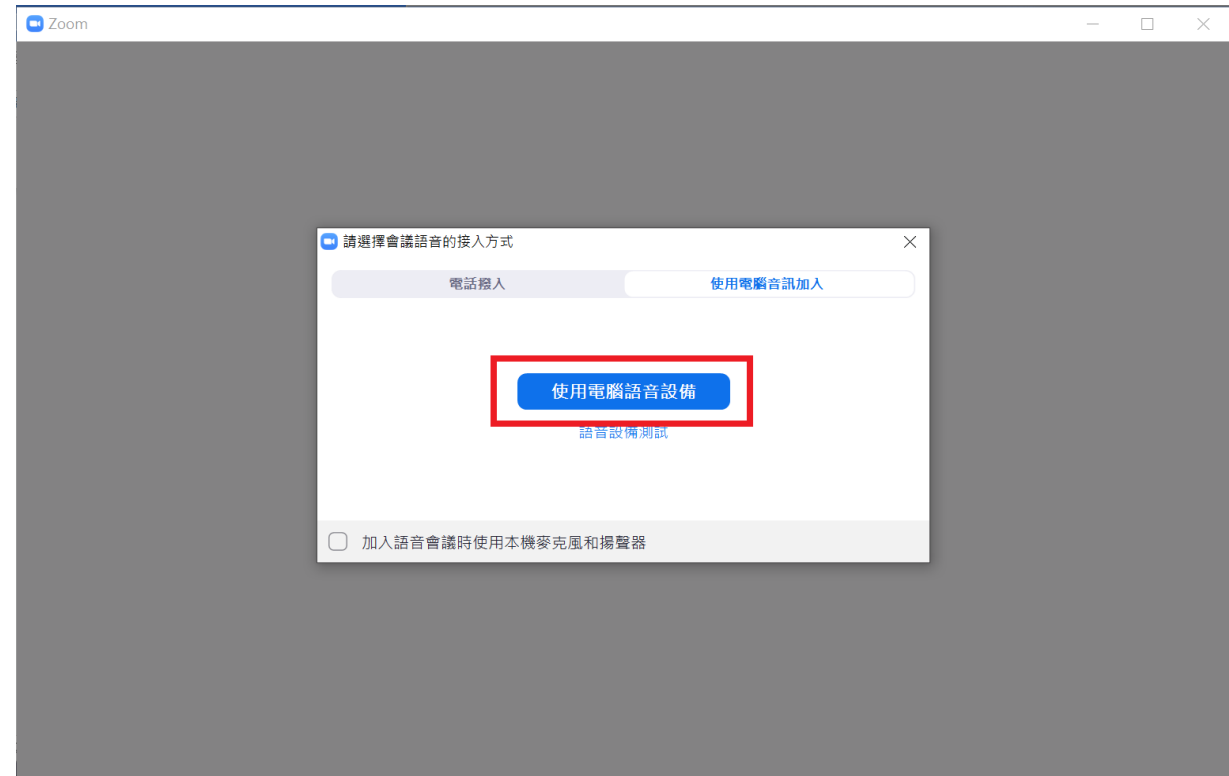 Zoom
請選擇會議語音的接入方式
電話撥入
使用電腦音訊加入
使用電腦語音設備
語音設備測試
加入語音會議時使用本機麥克風和揚聲器